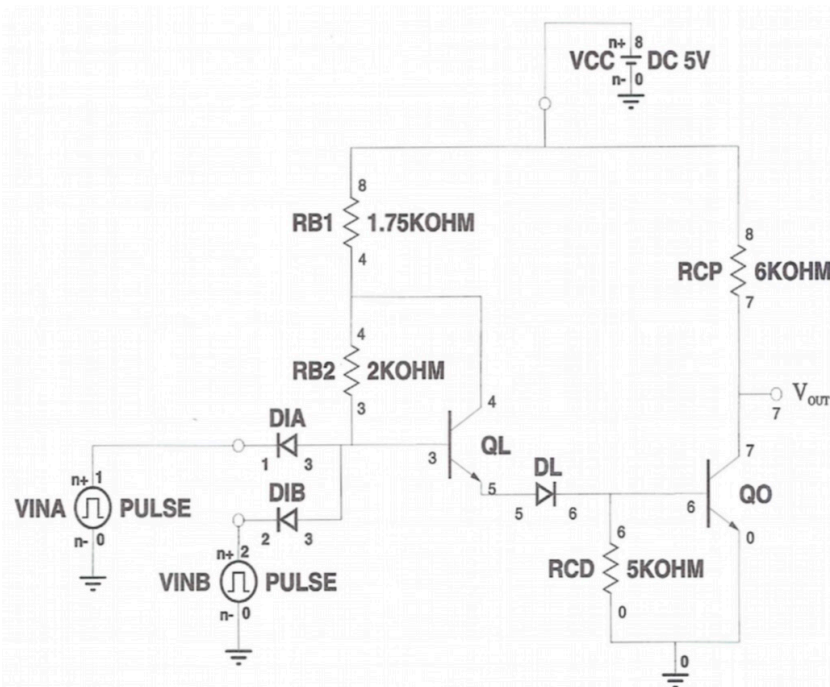 n+ 8
VCC DC 5V
n- 0
8
RB1 1.75KOHM
4
8
RCP 6KOHM
7
4
RB2 2KOHM
3
4
VOUT
7
DIA
1 3
3
QL
7
n+ 1
VINA PULSE
n- 0
DIB
2 3
5
DL
5 6
6
QO
0
n+ 2
VINB PULSE
n- 0
6
RCD 5KOHM
0
0